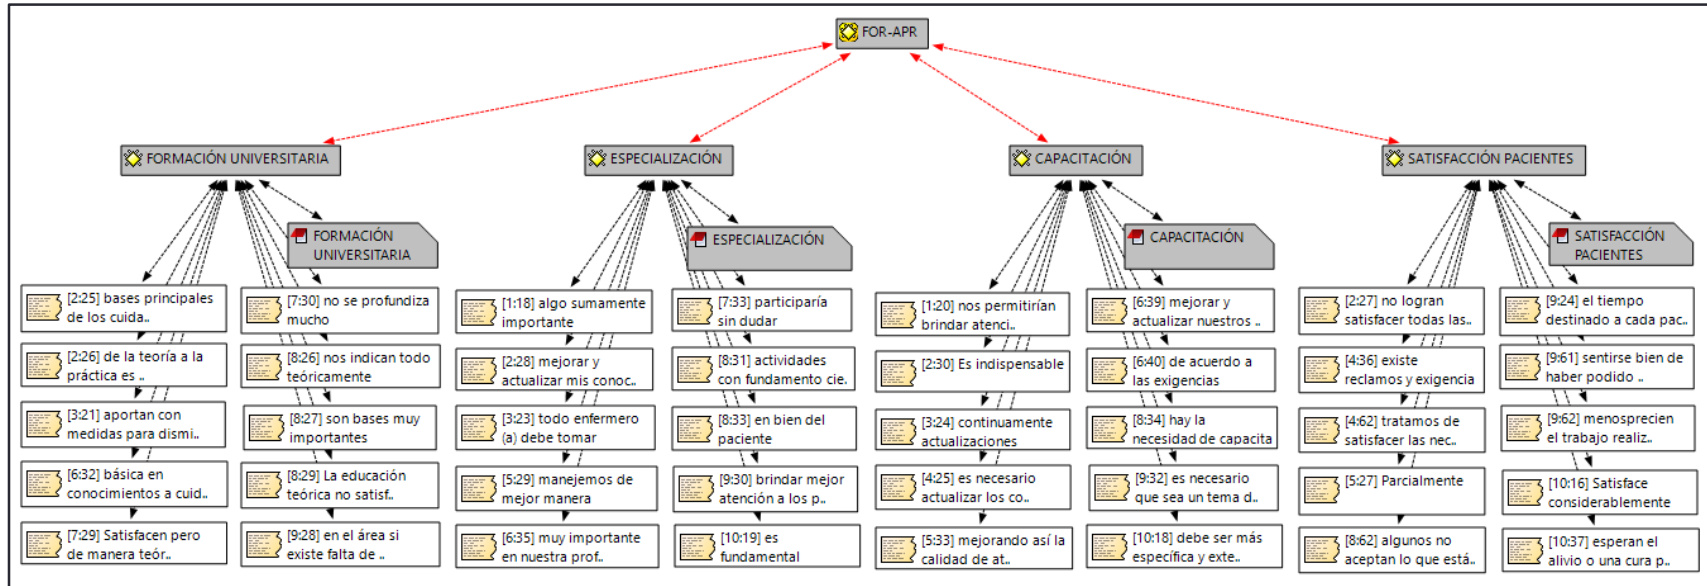 FOR-APR
FORMACIÓN UNIVERSITARIA
ESPECIALIZACIÓN
CAPACITACIÓN
SATISFACCIÓN PACIENTES
FORMACIÓN
UNIVERSITARIA
ESPECIALIZACIÓN
CAPACITACIÓN
SATISFACCIÓN
PACIENTES
[2:25] bases principales
de los cuida..
[2:26] de la teoría a la
práctica es ..
[3:21] aportan con
medidas para dismi..
[6:32] básica en
conocimientos a cuid..
[7:29] Satisfacen pero
de manera teór..
[7:30] no se profundiza
mucho
[8:26] nos indican todo
teóricamente
[8:27] son bases muy
importantes
[8:29] La educación
teórica no satisf..
[9:28] en el área si
existe falta de ..
[1:18] algo sumamente
importante
[2:28] mejorar y
actualizar mis conoc..
[3:23] todo enfermero
(a) debe tomar
[5:29] manejemos de
mejor manera
[6:35] muy importante
en nuestra prof..
[7:33] participaría
sin dudar
[8:31] actividades
con fundamento cie.
[8:33] en bien del
paciente
[9:30] brindar mejor
atención a los p..
[10:19] es
fundamental
[1:20] nos permitirían
brindar atenci..
[2:30] Es indispensable
[3:24] continuamente
actualizaciones
[4:25] es necesario
actualizar los co..
[5:33] mejorando así la
calidad de at..
[6:39] mejorar y
actualizar nuestros ..
[6:40] de acuerdo a
las exigencias
[8:34] hay la
necesidad de capacita
[9:32] es necesario
que sea un tema d..
[10:18] debe ser más
específica y exte..
[2:27] no logran
satisfacer todas las..
[4:36] existe
reclamos y exigencia
[4:62] tratamos de
satisfacer las nec..
[5:27] Parcialmente
[8:62] algunos no
aceptan lo que está..
[9:24] el tiempo
destinado a cada pac..
[9:61] sentirse bien de
haber podido ..
[9:62] menosprecien
el trabajo realiz..
[10:16] Satisface
considerablemente
[10:37] esperan el
alivio o una cura p..